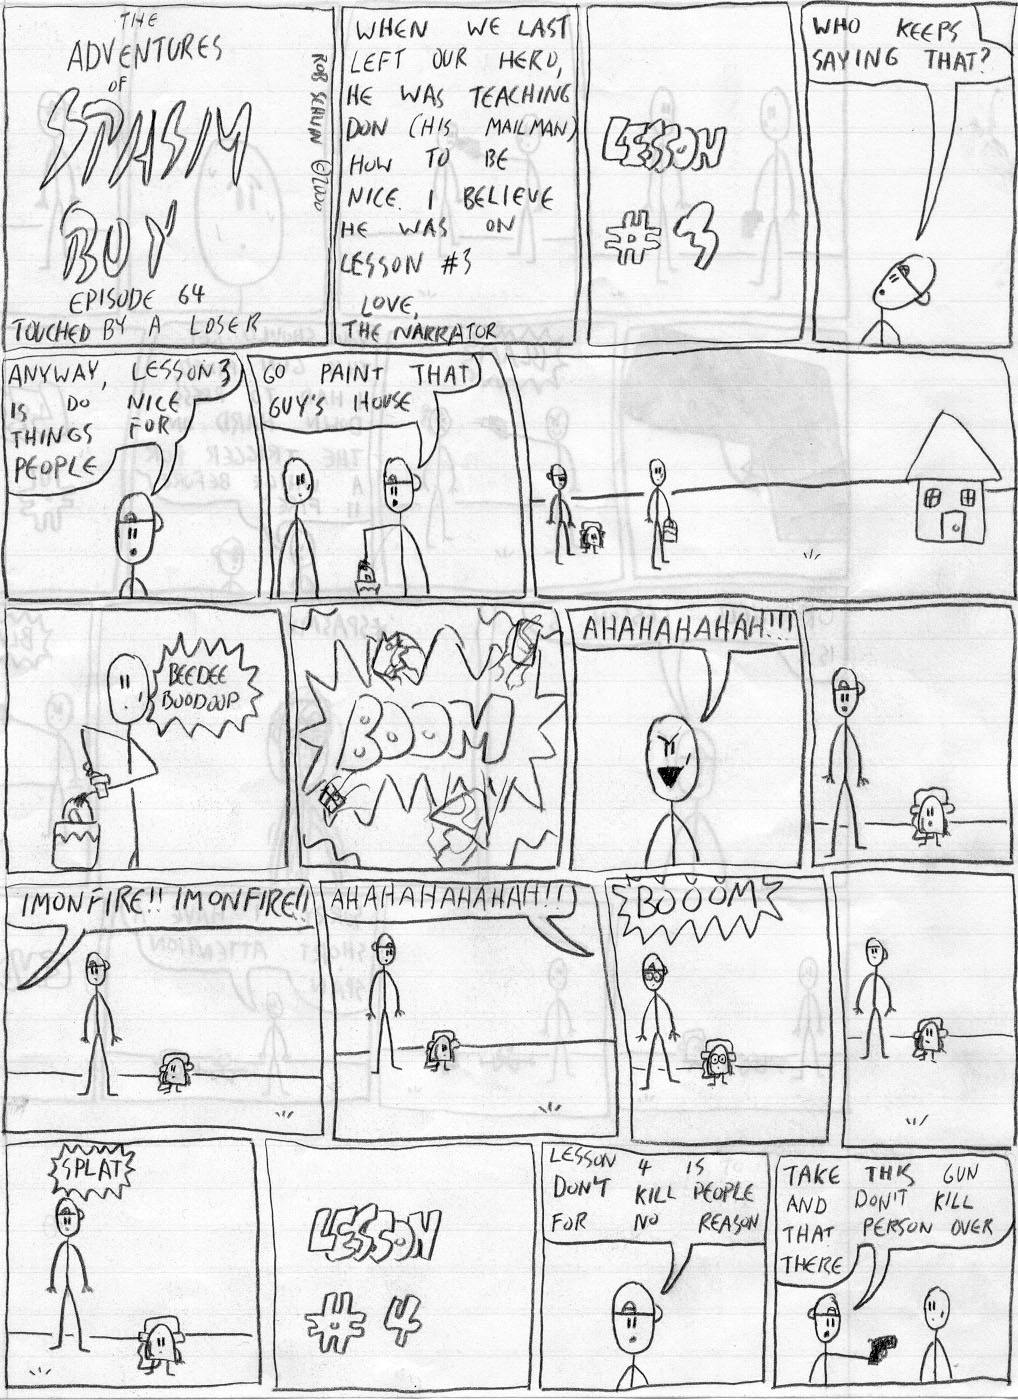 THE
ADVENTURES
OF
SPASM
BOY
EPISODE 64
TOUCHED BY A LOSER
©2000
WHEN WE LAST
LEFT OUR HERO,
HE WAS TEACHING
DON (HIS MAILMAN)
HOW TO BE
NICE. I BELIEVE
HE WAS ON
LESSON #3
LOVE,
THE NARRATOR
LESSON
#3
WHO KEEPS
SAYING THAT?
ANYWAY, LESSON 3
IS DO NICE
THINGS FOR
PEOPLE
GO PAINT THAT
GUY'S HOUSE
BEEDEE
BOODOOP
BOOM
AHAHAHAHAH!!!
IMONFIRE!! IMONFIRE!!
AHAHAHAHAHAH!!!
BOOOM
SPLAT
LESSON
#4
LESSON 4 IS
DON'T KILL PEOPLE
FOR NO REASON
TAKE THIS GUN
AND DON'T KILL
THAT PERSON OVER
THERE